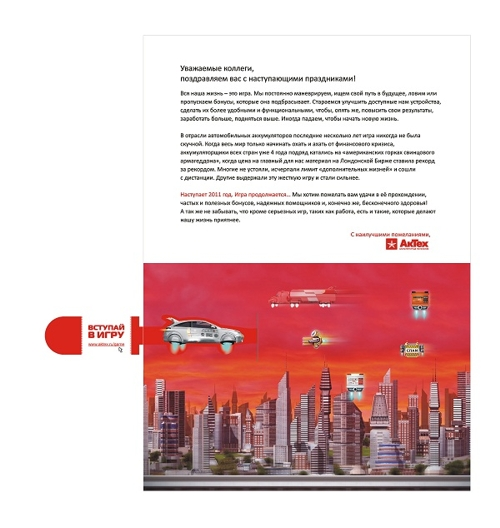 Уважаемые коллеги,
поздравляем вас с наступающими праздниками!
Вся наша жизнь – это игра. Мы постоянно маневрируем, ищем свой путь в будущее, ловим или
пропускаем бонусы, которые она подбрасывает. Стараемся улучшить доступные нам устройства,
сделать их более удобными и функциональными, чтобы, опять же, повысить свои результаты,
заработать больше, подняться выше. Иногда падаем, чтобы начать новую жизнь.
В отрасли автомобильных аккумуляторов последние несколько лет игра никогда не была
скучной. Когда весь мир только начинать охать и ахать от финансового кризиса,
аккумуляторщики всех стран уже 4 года подряд катались на «американских горках свинцового
армагеддона», когда цена на главный для нас материал на Лондонской Бирже ставила рекорд
за рекордом. Многие не устояли, исчерпали лимит «дополнительных жизней» и сошли
с дистанции. Другие выдержали эту жесткую игру и стали сильнее.
Наступает 2011 год. Игра продолжается... Мы хотим пожелать вам удачи в её прохождении,
частых и полезных бонусов, надежных помощников и, конечно же, бесконечного здоровья!
А так же не забывать, что кроме серьезных игр, таких как работа, есть и такие, которые делают
нашу жизнь приятнее.
С наилучшими пожеланиями,
АкТех
ВСТУПАЙ
В ИГРУ